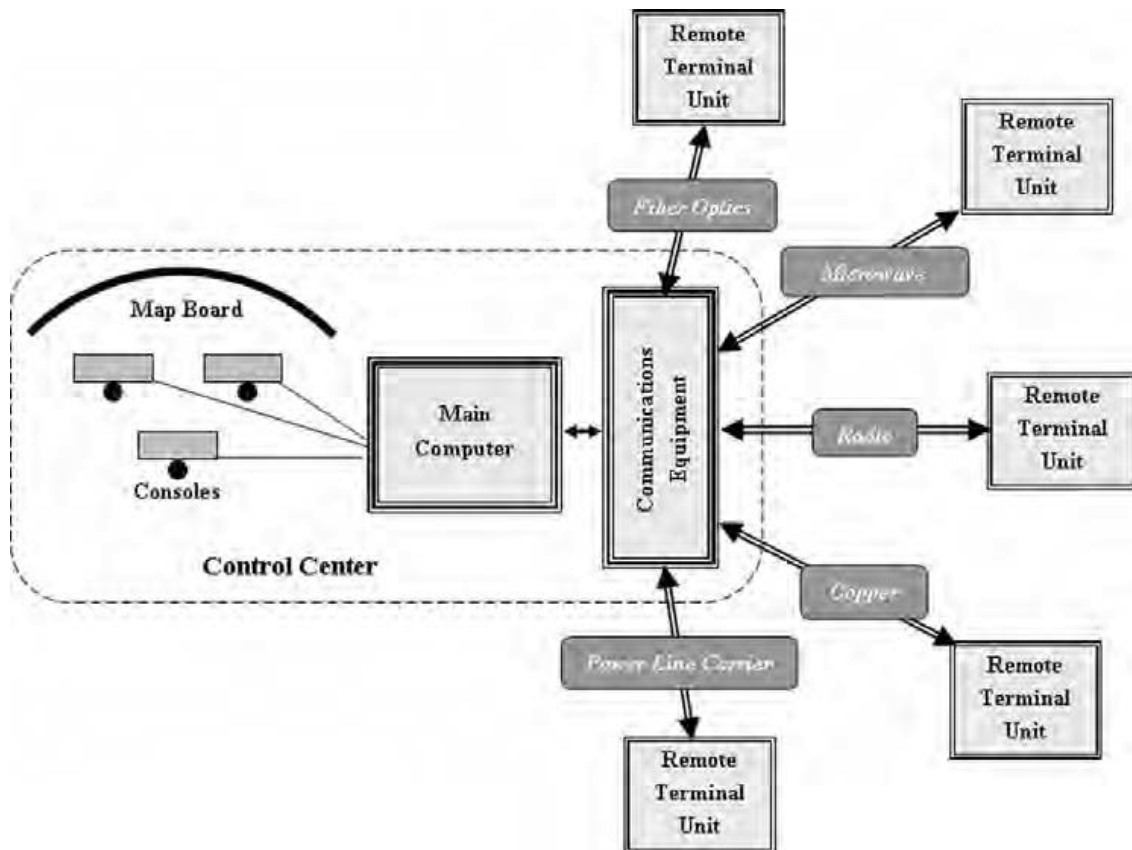 Remote
Terminal
Unit
Remote
Terminal
Unit
Fiber Optics
Microwave
Map Board
Communications
Equipment
Main
Computer
Remote
Terminal
Unit
Radio
Consoles
Control Center
Copper
Power Line Carrier
Remote
Terminal
Unit
Remote
Terminal
Unit